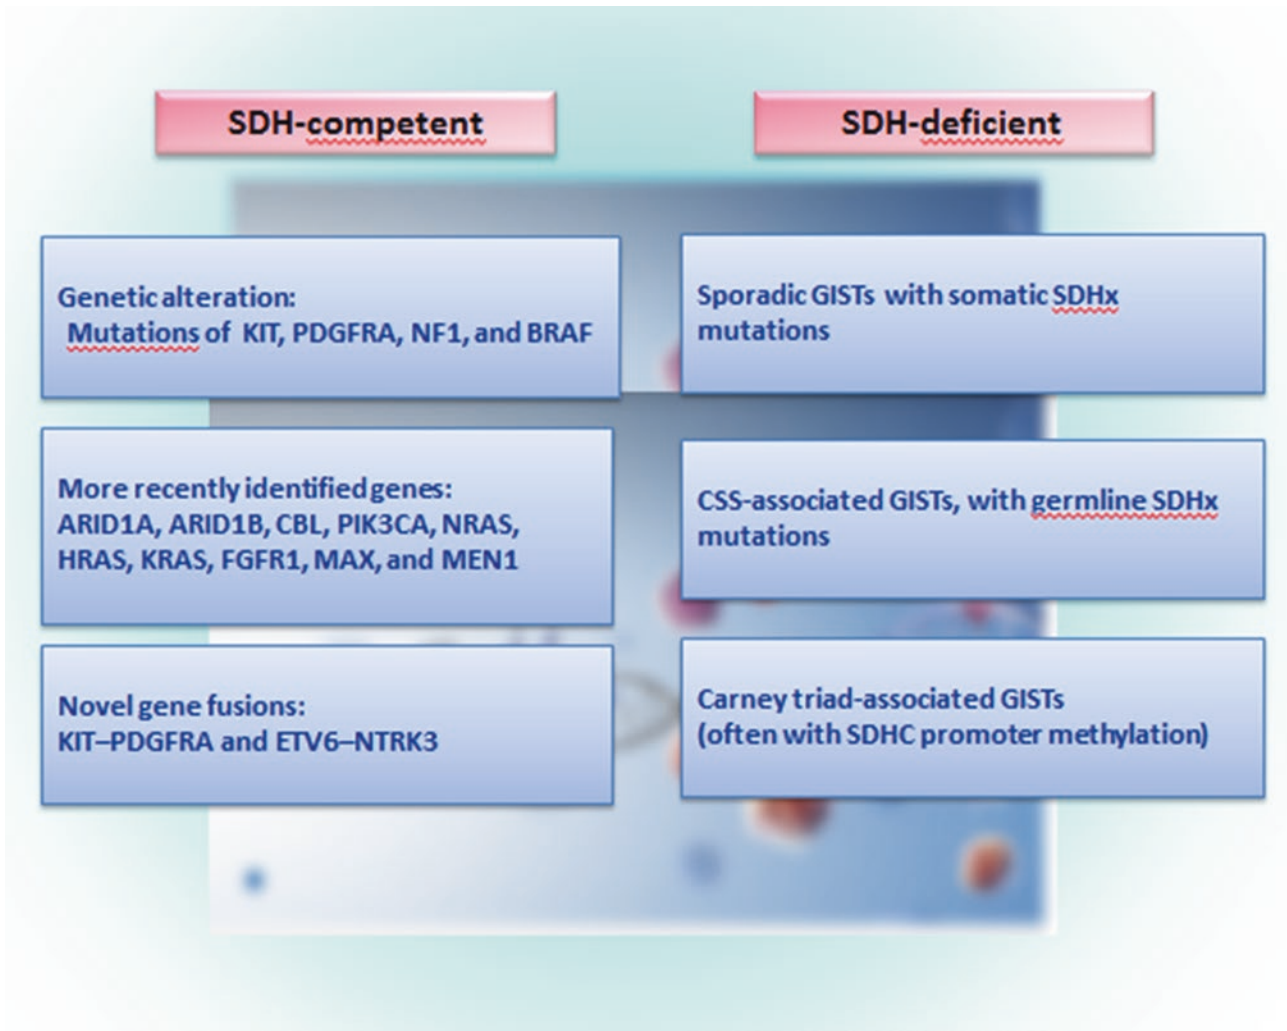 SDH-competent
SDH-deficient
Genetic alteration:
Mutations of KIT, PDGFRA, NF1, and BRAF
More recently identified genes:
ARID1A, ARID1B, CBL, PIK3CA, NRAS,
HRAS, KRAS, FGFR1, MAX, and MEN1
Novel gene fusions:
KIT–PDGFRA and ETV6–NTRK3
Sporadic GISTs with somatic SDHx
mutations
CSS-associated GISTs, with germline SDHx
mutations
Carney triad-associated GISTs
(often with SDHC promoter methylation)